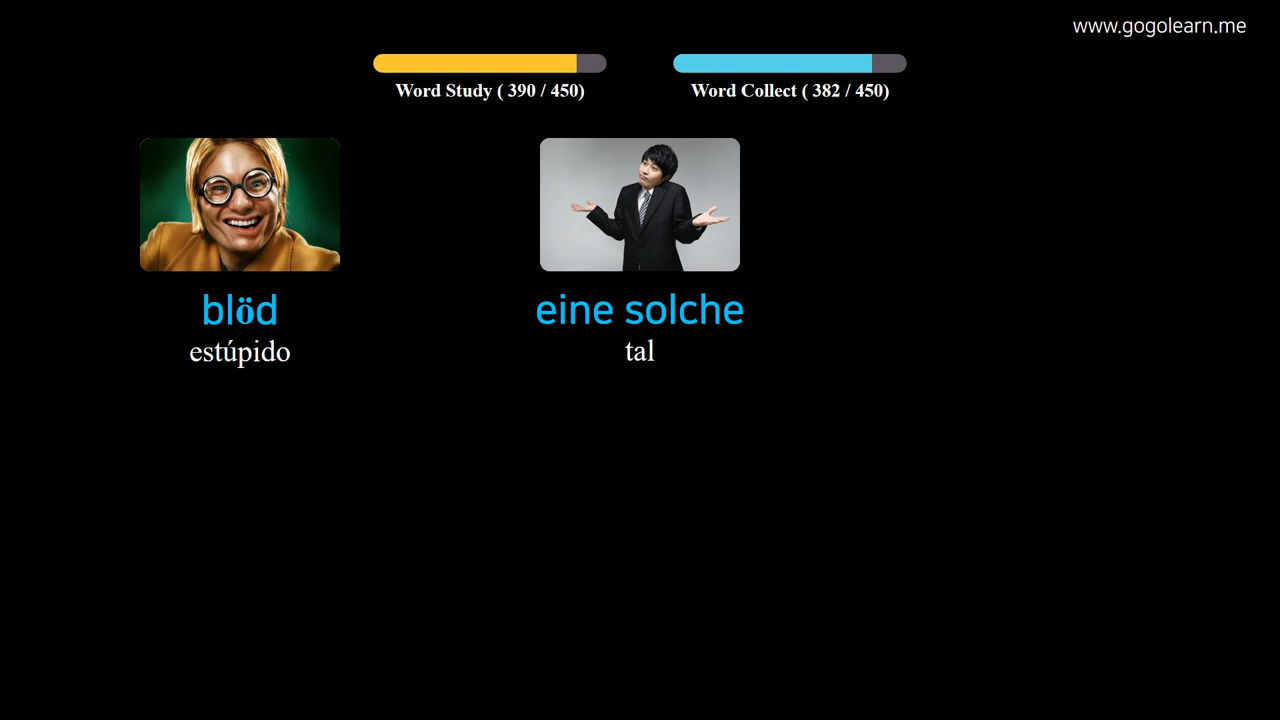 www.gogolearn.me
Word Study ( 390 / 450)
Word Collect ( 382 / 450)
blöd
estúpido
eine solche
tal